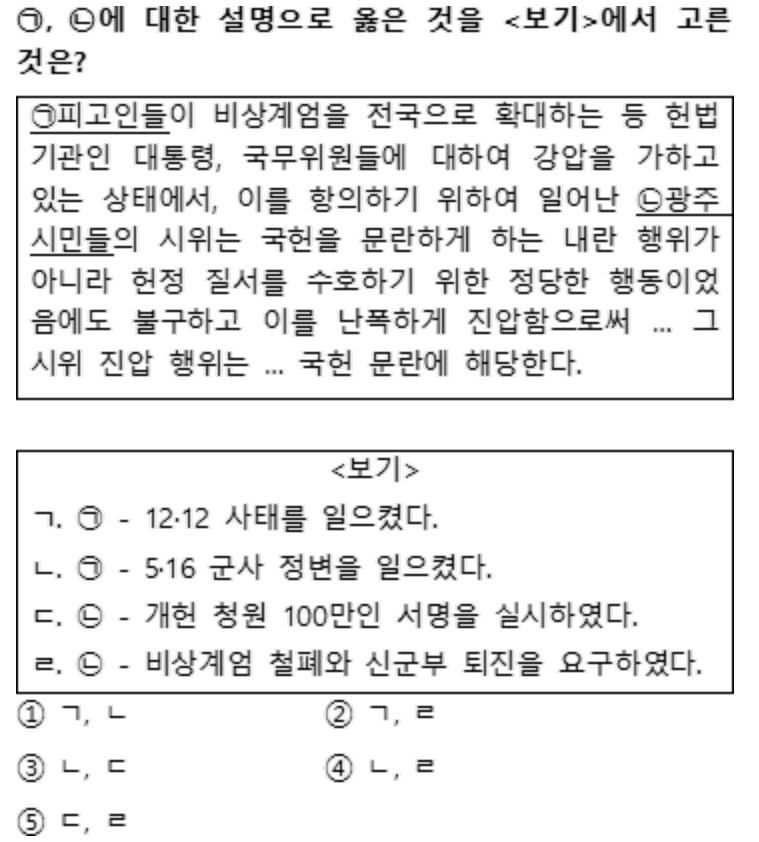 ㉠, ㉡에 대한 설명으로 옳은 것을 <보기>에서 고른
것은?
㉠피고인들이 비상계엄을 전국으로 확대하는 등 헌법
기관인 대통령, 국무위원들에 대하여 강압을 가하고
있는 상태에서, 이를 항의하기 위하여 일어난 ㉡광주
시민들의 시위는 국헌을 문란하게 하는 내란 행위가
아니라 헌정 질서를 수호하기 위한 정당한 행동이었
음에도 불구하고 이를 난폭하게 진압함으로써 ... 그
시위 진압 행위는 ... 국헌 문란에 해당한다.
<보기>
ㄱ. ㉠ - 12·12 사태를 일으켰다.
ㄴ. ㉠ - 5·16 군사 정변을 일으켰다.
ㄷ. ㉡ - 개헌 청원 100만인 서명을 실시하였다.
ㄹ. ㉡ - 비상계엄 철폐와 신군부 퇴진을 요구하였다.
① ㄱ, ㄴ ② ㄱ, ㄹ
③ ㄴ, ㄷ ④ ㄴ, ㄹ
⑤ ㄷ, ㄹ